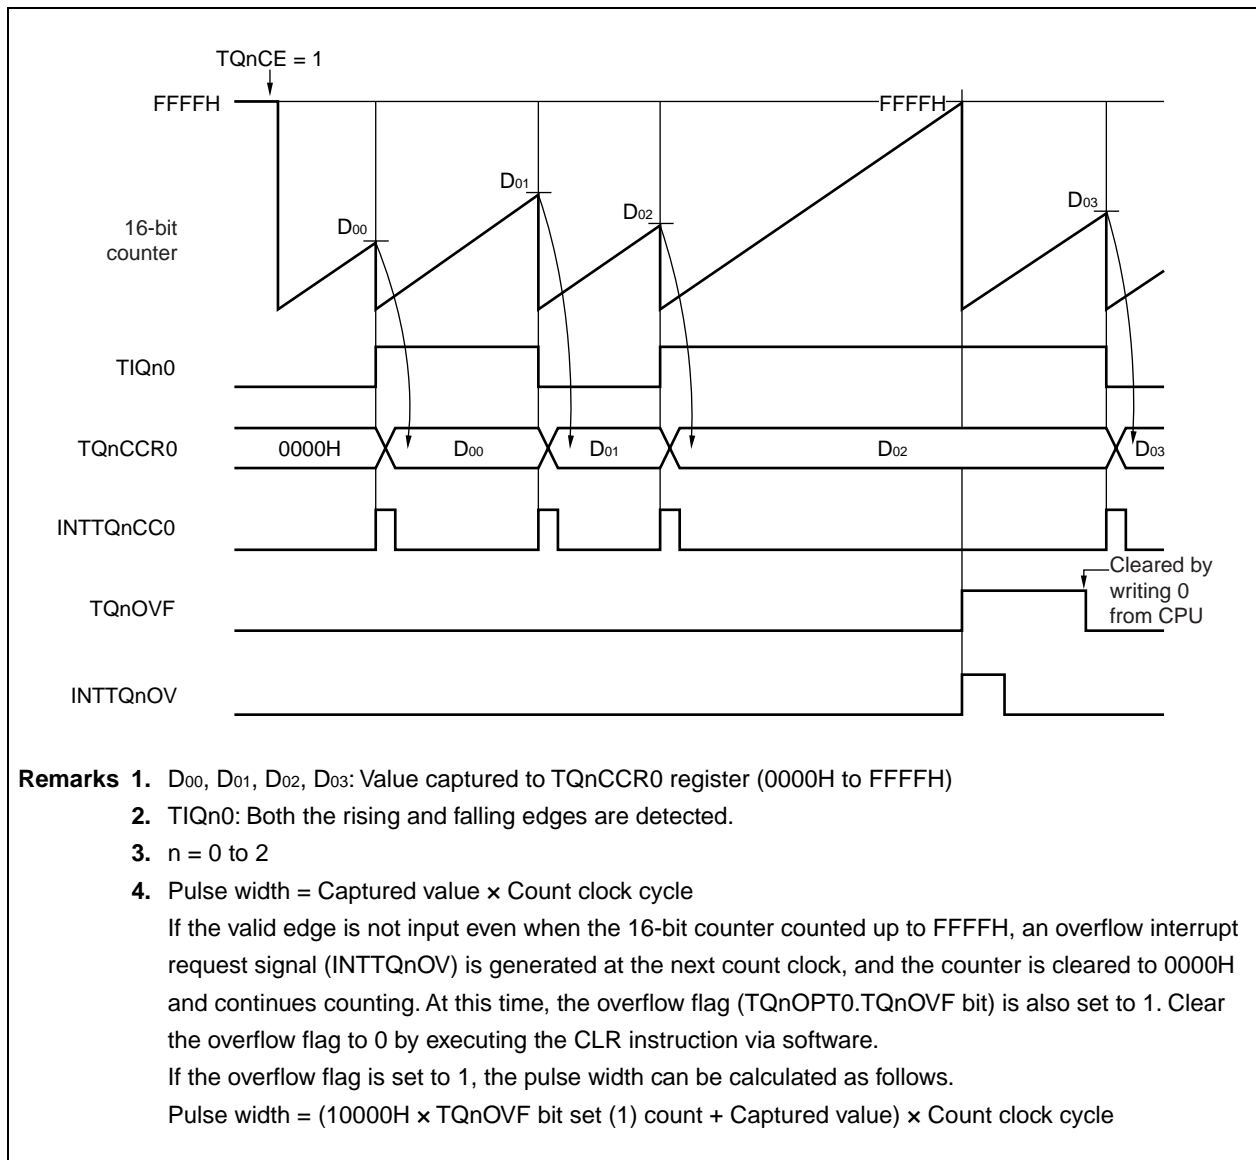 TQnCE = 1
FFFFH
FFFFH
D00
D01
D02
D03
16-bit
counter
TIQn0
TQnCCR0
0000H
D00
D01
D02
D03
INTTQnCC0
TQnOVF
Cleared by
writing 0
from CPU
INTTQnOV
Remarks 1. D00, D01, D02, D03: Value captured to TQnCCR0 register (0000H to FFFFH)
2. TIQn0: Both the rising and falling edges are detected.
3. n = 0 to 2
4. Pulse width = Captured value × Count clock cycle
If the valid edge is not input even when the 16-bit counter counted up to FFFFH, an overflow interrupt
request signal (INTTQnOV) is generated at the next count clock, and the counter is cleared to 0000H
and continues counting. At this time, the overflow flag (TQnOPT0.TQnOVF bit) is also set to 1. Clear
the overflow flag to 0 by executing the CLR instruction via software.
If the overflow flag is set to 1, the pulse width can be calculated as follows.
Pulse width = (10000H × TQnOVF bit set (1) count + Captured value) × Count clock cycle